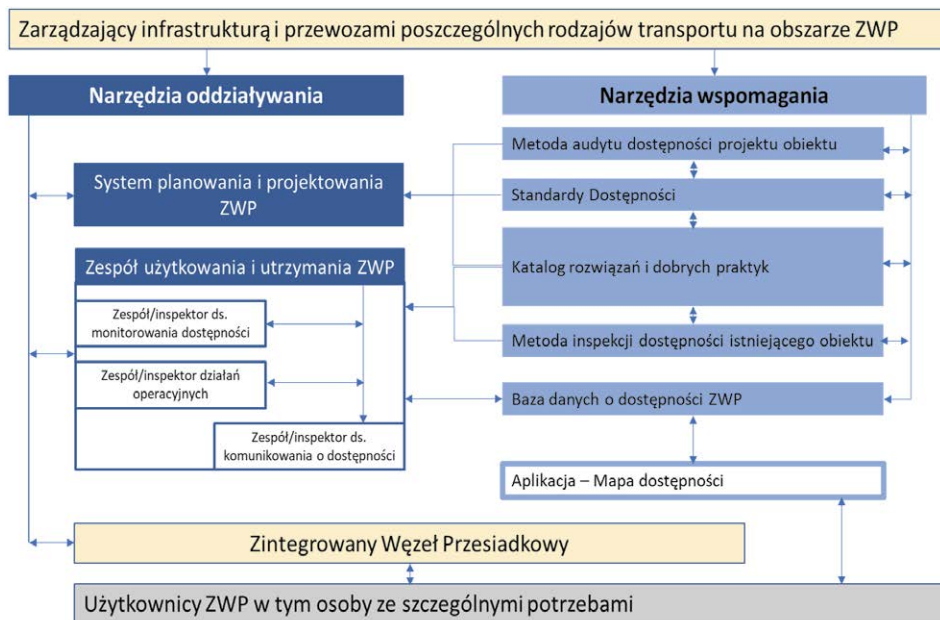 Zarządzający infrastrukturą i przewozami poszczególnych rodzajów transportu na obszarze ZWP
Narzędzia oddziaływania
System planowania i projektowania
ZWP
Zespół użytkowania i utrzymania ZWP
Zespół/inspektor ds.
monitorowania dostępności
Zespół/inspektor działań
operacyjnych
Zespół/inspektor ds.
komunikowania o dostępności
Narzędzia wspomagania
Metoda audytu dostępności projektu obiektu
Standardy Dostępności
Katalog rozwiązań i dobrych praktyk
Metoda inspekcji dostępności istniejącego obiektu
Baza danych o dostępności ZWP
Aplikacja – Mapa dostępności
Zintegrowany Węzeł Przesiadkowy
Użytkownicy ZWP w tym osoby ze szczególnymi potrzebami